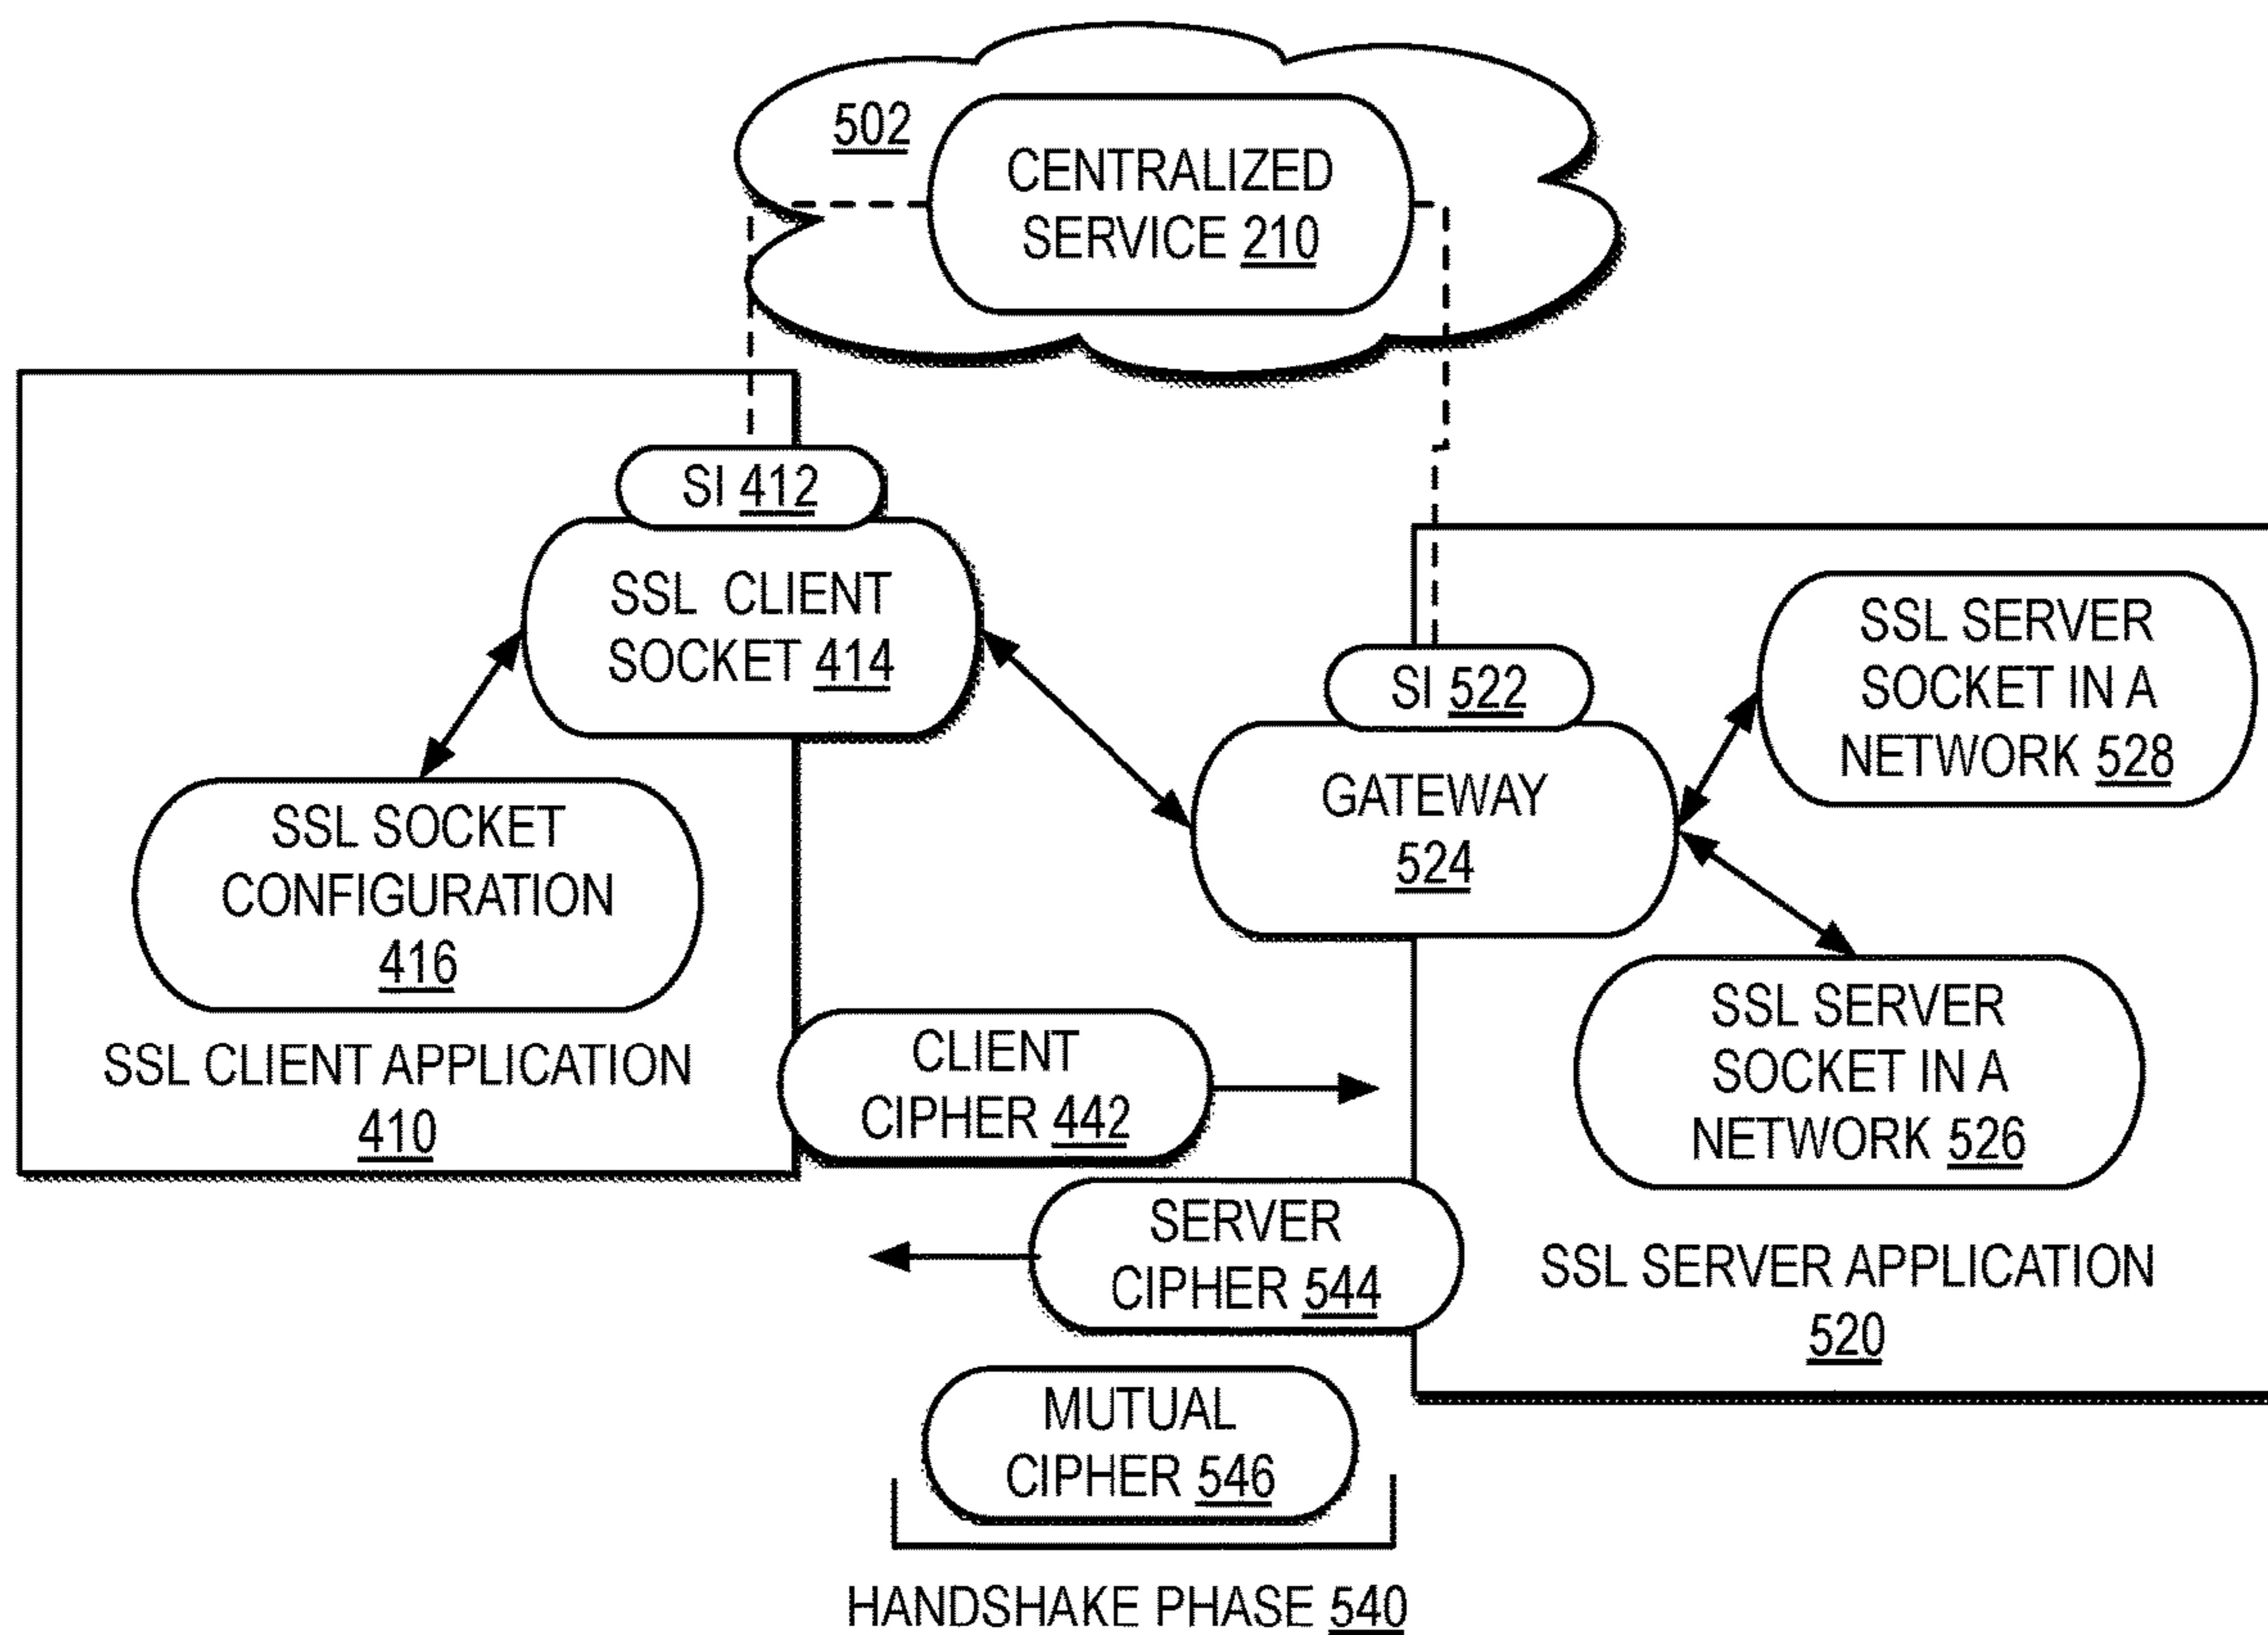 502
CENTRALIZED
SERVICE 210
SI 412
SSL CLIENT
SOCKET 414
SSL SOCKET
CONFIGURATION
416
SSL CLIENT APPLICATION
410
SI 522
GATEWAY
524
SSL SERVER
SOCKET IN A
NETWORK 528
SSL SERVER
SOCKET IN A
NETWORK 526
SSL SERVER APPLICATION
520
CLIENT
CIPHER 442
SERVER
CIPHER 544
MUTUAL
CIPHER 546
HANDSHAKE PHASE 540